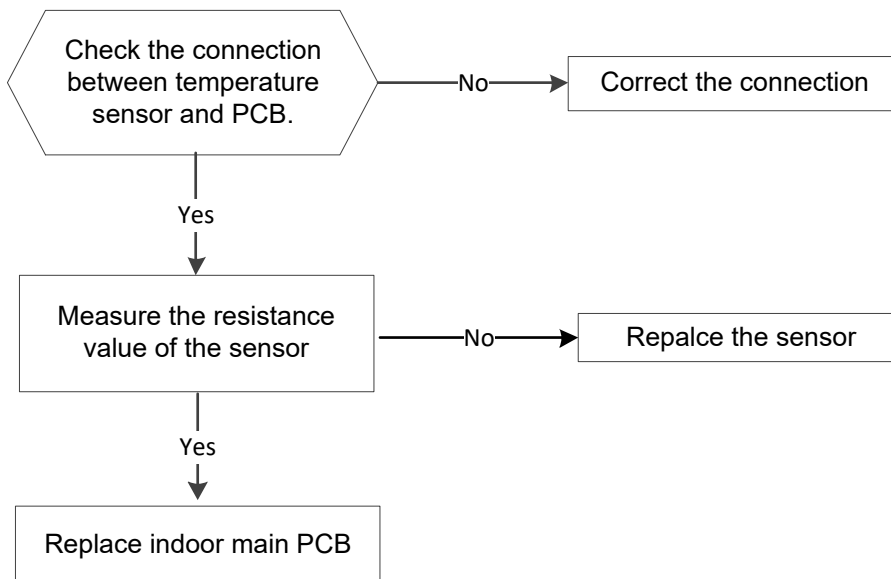 Check the connection
between temperature
sensor and PCB.
No
Correct the connection
Yes
Measure the resistance
value of the sensor
No
Repalce the sensor
Yes
Replace indoor main PCB